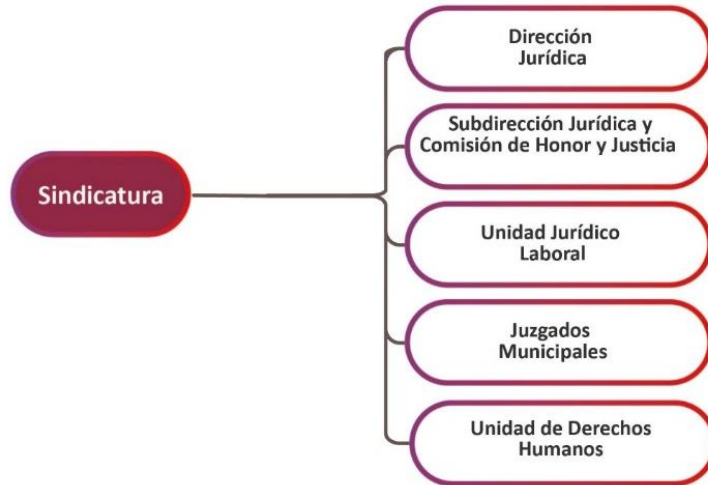 Sindicatura
Dirección
Jurídica
Subdirección Jurídica y
Comisión de Honor y Justicia
Unidad Jurídico
Laboral
Juzgados
Municipales
Unidad de Derechos
Humanos